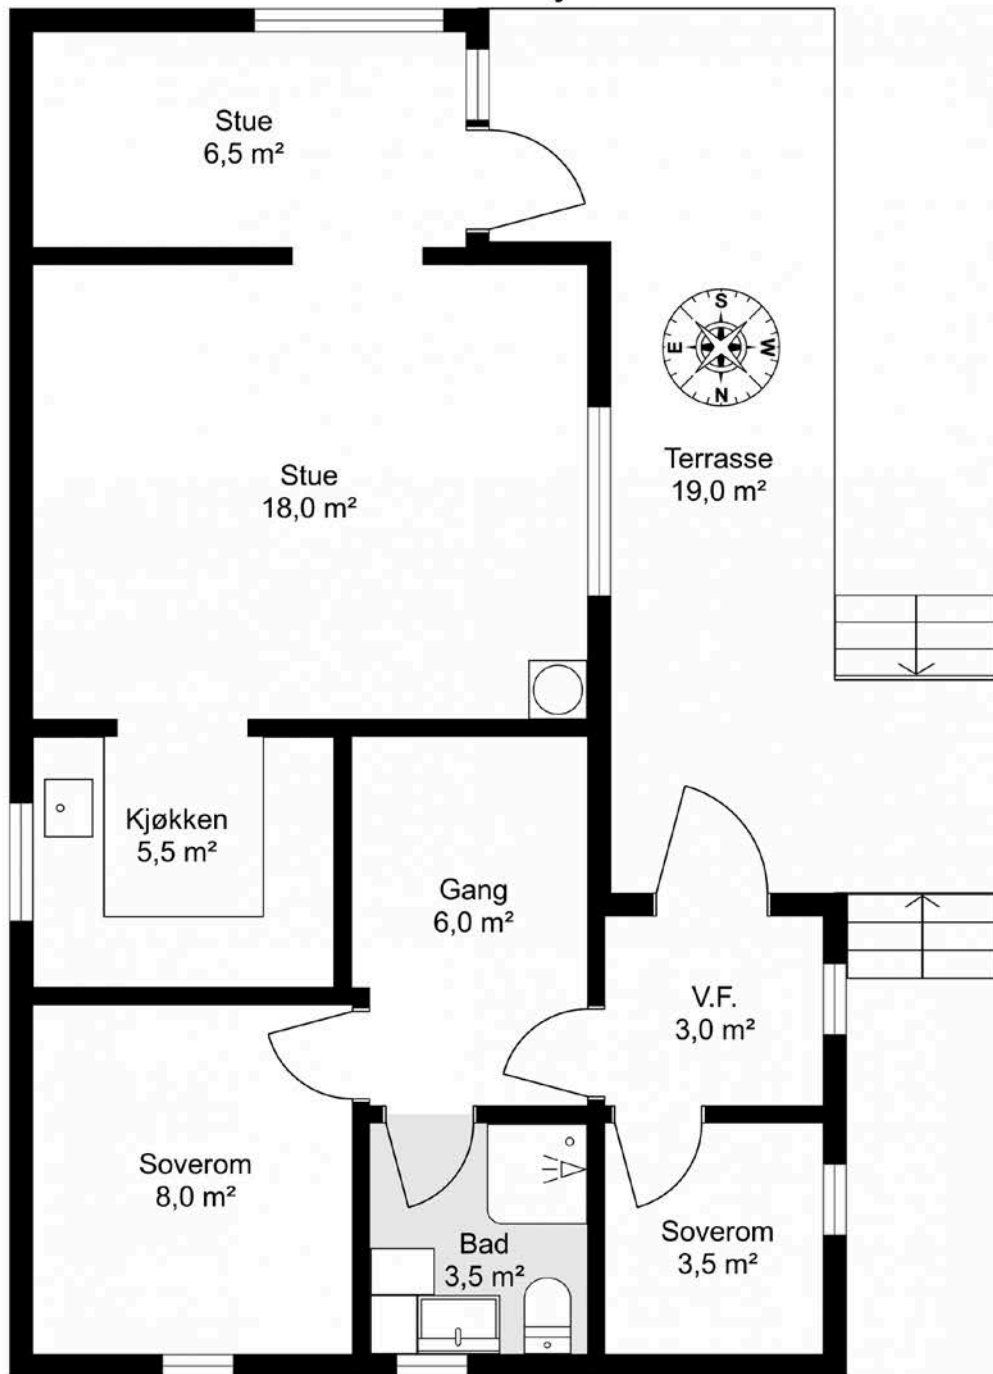 Stue
6,5 m²
S
E
W
N
Terrasse
19,0 m²
Stue
18,0 m²
Kjøkken
5,5 m²
Gang
6,0 m²
V.F.
3,0 m²
Soverom
8,0 m²
Soverom
3,5 m²
Bad
3,5 m²